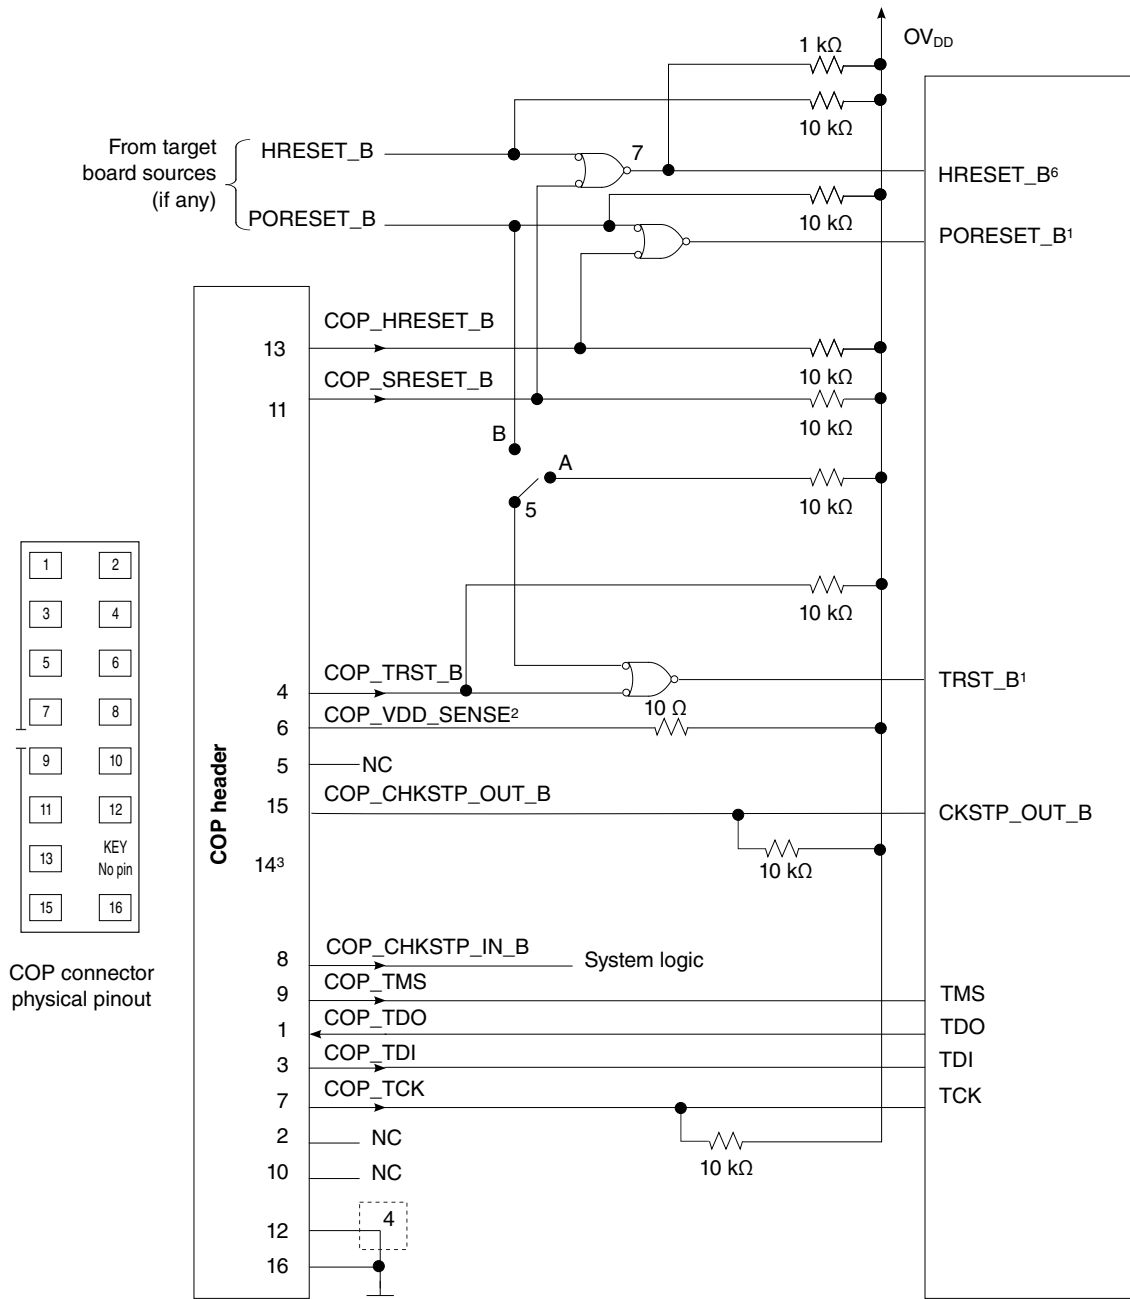 OVDD
1 kΩ
10 kΩ
From target
board sources
(if any)
HRESET_B
7
HRESET_B6
PORESET_B
10 kΩ
PORESET_B1
COP_HRESET_B
13
10 kΩ
COP_SRESET_B
11
10 kΩ
B
A
5
10 kΩ
10 kΩ
COP_TRST_B
4
TRST_B1
10 Ω
COP_VDD_SENSE2
6
5
NC
COP_CHKSTP_OUT_B
15
CKSTP_OUT_B
10 kΩ
143
COP header
COP_CHKSTP_IN_B
8
System logic
COP_TMS
9
TMS
COP_TDO
1
TDO
COP_TDI
3
TDI
COP_TCK
7
TCK
10 kΩ
2
NC
10
NC
4
12
16
1 2
3 4
5 6
7 8
9 10
11 12
13 KEY
No pin
15 16
COP connector
physical pinout